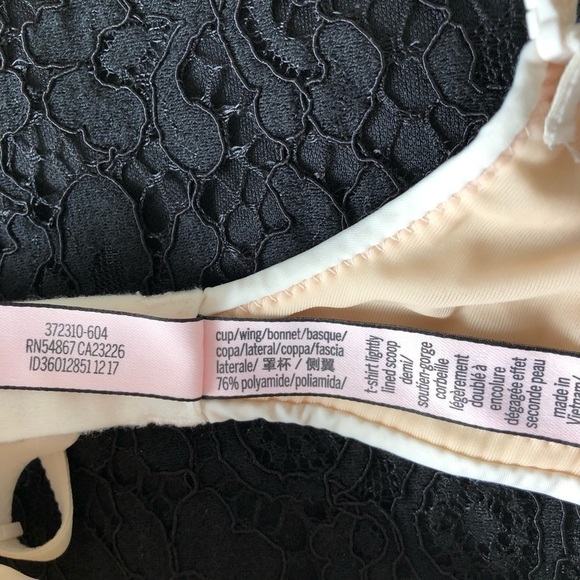 372310-604
RN54867 CA23226
ID36012851 12 17
cup/wing/bonnet/basque/
copa/lateral/coppa/fascia
laterale/ 罩杯 / 側翼
76% polyamide/poliamida/
t-shirt lightly
lined scoop
demi/
soutien-gorge
corbeille
légèrement
doublé à
encolure
dégagée effet
seconde peau
made in
Vietnam/